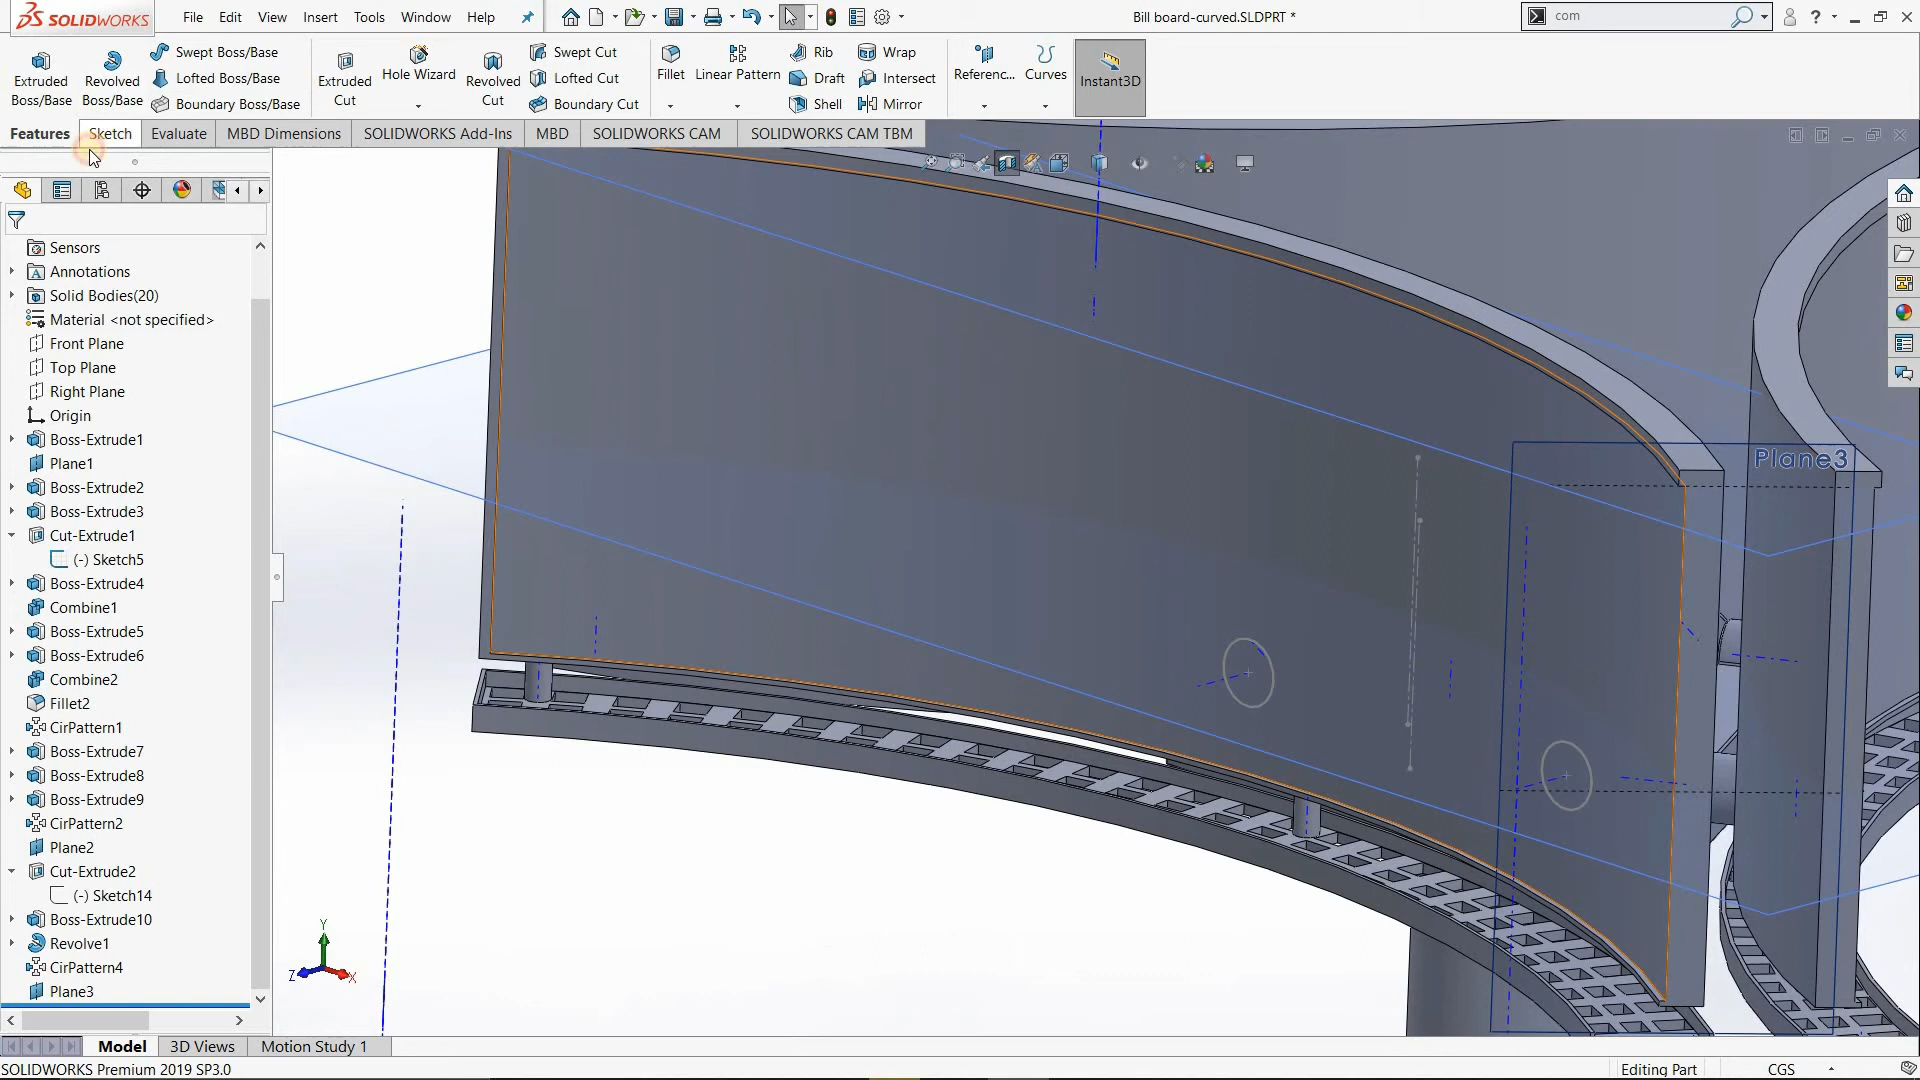 SOLIDWORKS
File Edit View Insert Tools Window Help
Bill board-curved.SLDPRT *
com
Extruded Boss/Base
Revolved Boss/Base
Swept Boss/Base
Lofted Boss/Base
Boundary Boss/Base
Extruded Cut
Hole Wizard
Revolved Cut
Swept Cut
Lofted Cut
Boundary Cut
Fillet
Linear Pattern
Rib
Draft
Shell
Wrap
Intersect
Mirror
Referenc...
Curves
Instant3D
Features Sketch Evaluate MBD Dimensions SOLIDWORKS Add-Ins MBD SOLIDWORKS CAM SOLIDWORKS CAM TBM
Sensors
Annotations
Solid Bodies(20)
Material <not specified>
Front Plane
Top Plane
Right Plane
Origin
Boss-Extrude1
Plane1
Boss-Extrude2
Boss-Extrude3
Cut-Extrude1
(-) Sketch5
Boss-Extrude4
Combine1
Boss-Extrude5
Boss-Extrude6
Combine2
Fillet2
CirPattern1
Boss-Extrude7
Boss-Extrude8
Boss-Extrude9
CirPattern2
Plane2
Cut-Extrude2
(-) Sketch14
Boss-Extrude10
Revolve1
CirPattern4
Plane3
Plane3
Y
Z
X
Model 3D Views Motion Study 1
SOLIDWORKS Premium 2019 SP3.0
Editing Part
CGS